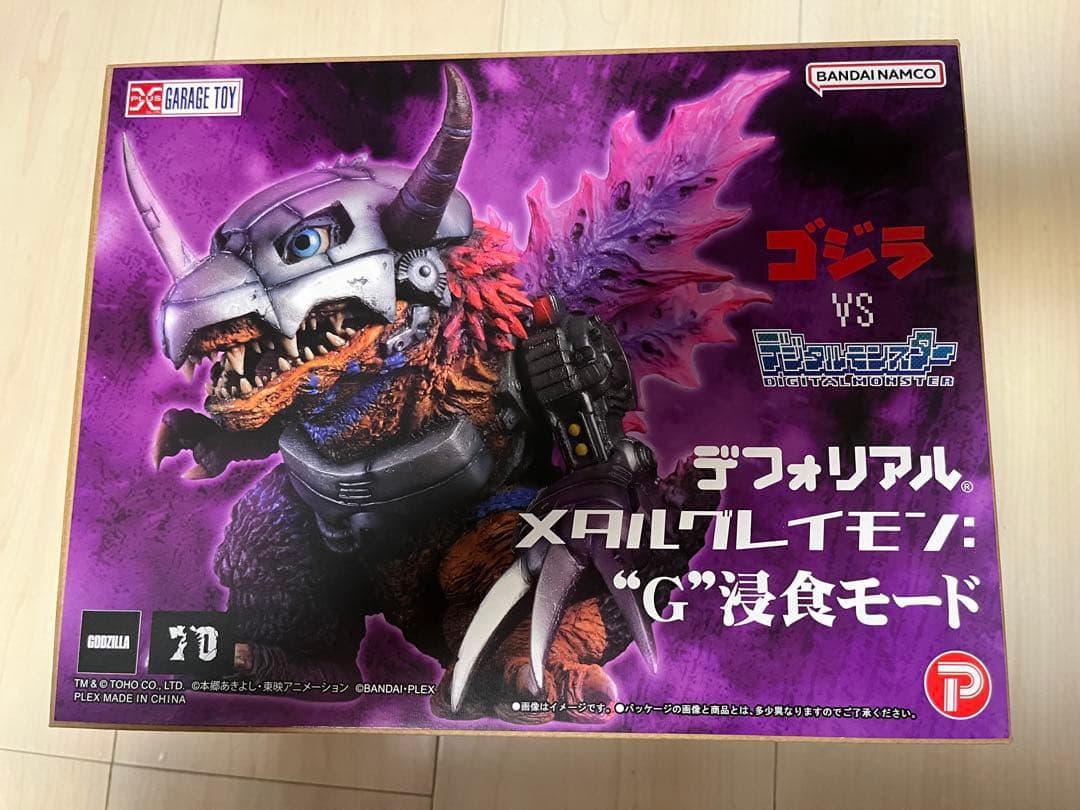 X PLUS GARAGE TOY
BANDAI NAMCO
ゴジラ
VS
デジタルモンスター
DiGiTAL MONSTER
デフォリアル®
メタルグレイモン:
“G”浸食モード
GODZILLA
70
TM & © TOHO CO., LTD. ©本郷あきよし・東映アニメーション ©BANDAI・PLEX
PLEX MADE IN CHINA
●画像はイメージです。●パッケージの画像と商品とは、多少異なりますのでご了承ください。
P